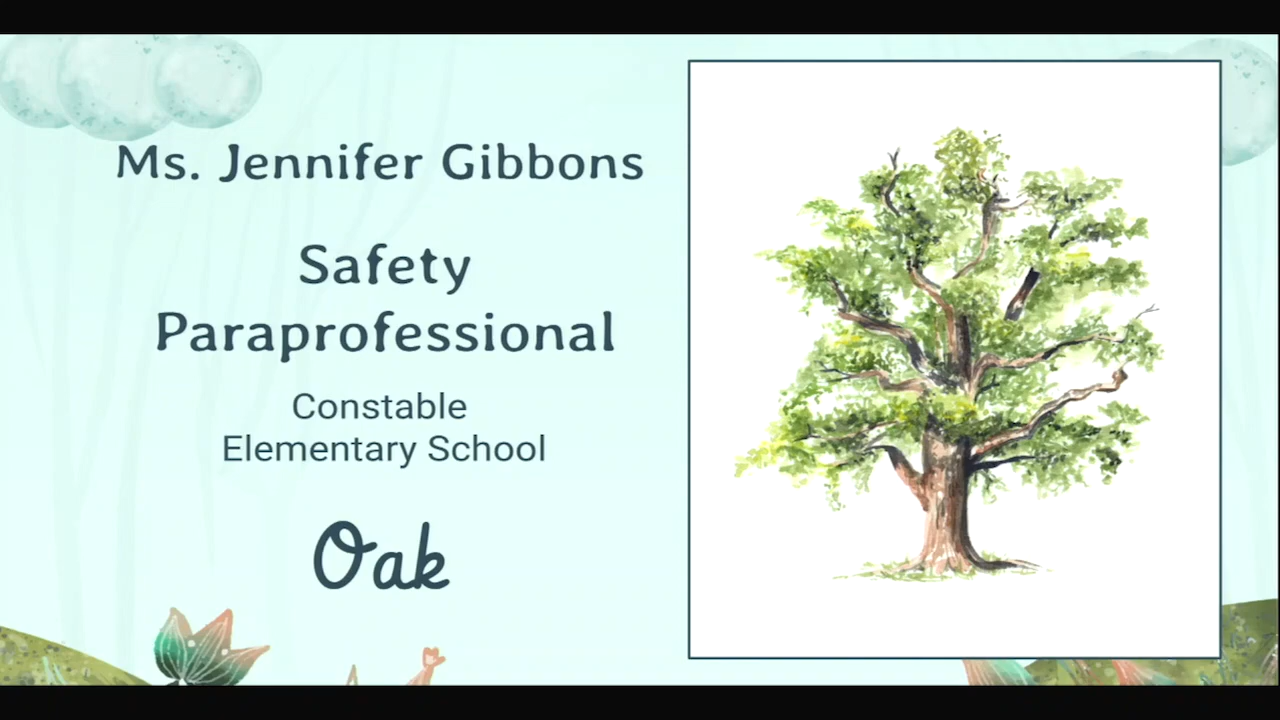 Ms. Jennifer Gibbons
Safety
Paraprofessional
Constable
Elementary School
Oak